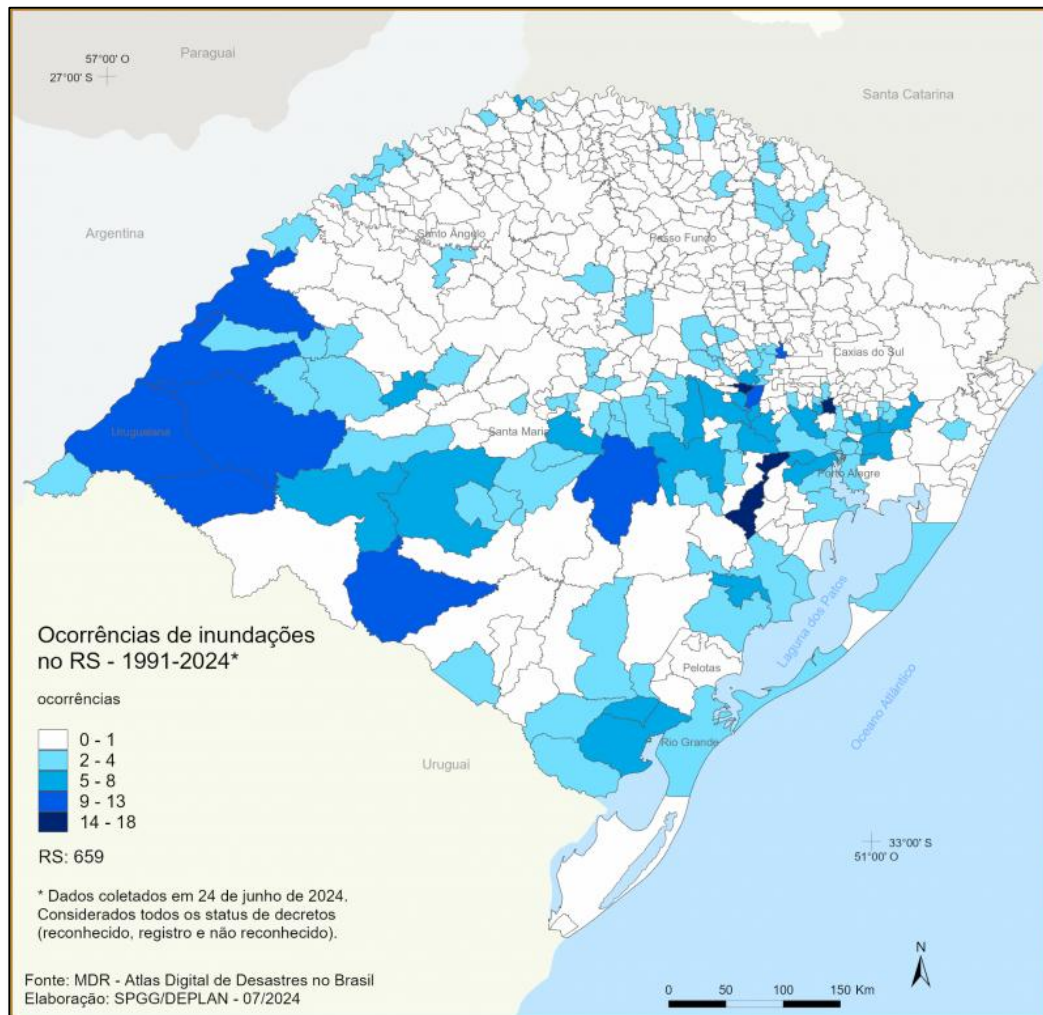 Paraguai
57°00' O
27°00' S
Santa Catarina
Argentina
Santo Ângelo
Passo Fundo
Caxias do Sul
Uruguaiana
Santa Maria
Porto Alegre
Laguna dos Patos
Pelotas
Oceano Atlântico
Rio Grande
Uruguai
Ocorrências de inundações
no RS - 1991-2024*
ocorrências
0 - 1
2 - 4
5 - 8
9 - 13
14 - 18
RS: 659
* Dados coletados em 24 de junho de 2024.
Considerados todos os status de decretos
(reconhecido, registro e não reconhecido).
Fonte: MDR - Atlas Digital de Desastres no Brasil
Elaboração: SPGG/DEPLAN - 07/2024
33°00' S
51°00' O
N
0 50 100 150 Km